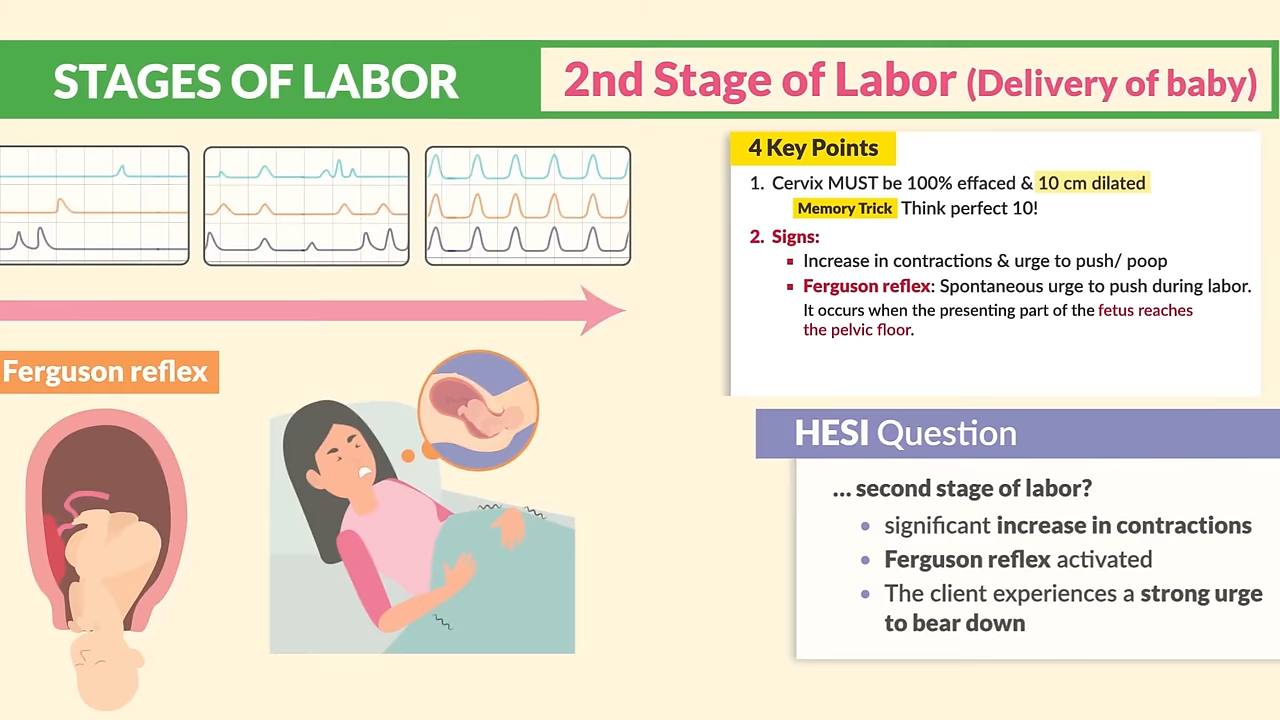 STAGES OF LABOR
2nd Stage of Labor (Delivery of baby)
4 Key Points
1. Cervix MUST be 100% effaced & 10 cm dilated
Memory Trick Think perfect 10!
2. Signs:
▪ Increase in contractions & urge to push/ poop
▪ Ferguson reflex: Spontaneous urge to push during labor.
It occurs when the presenting part of the fetus reaches
the pelvic floor.
Ferguson reflex
HESI Question
... second stage of labor?
• significant increase in contractions
• Ferguson reflex activated
• The client experiences a strong urge
to bear down